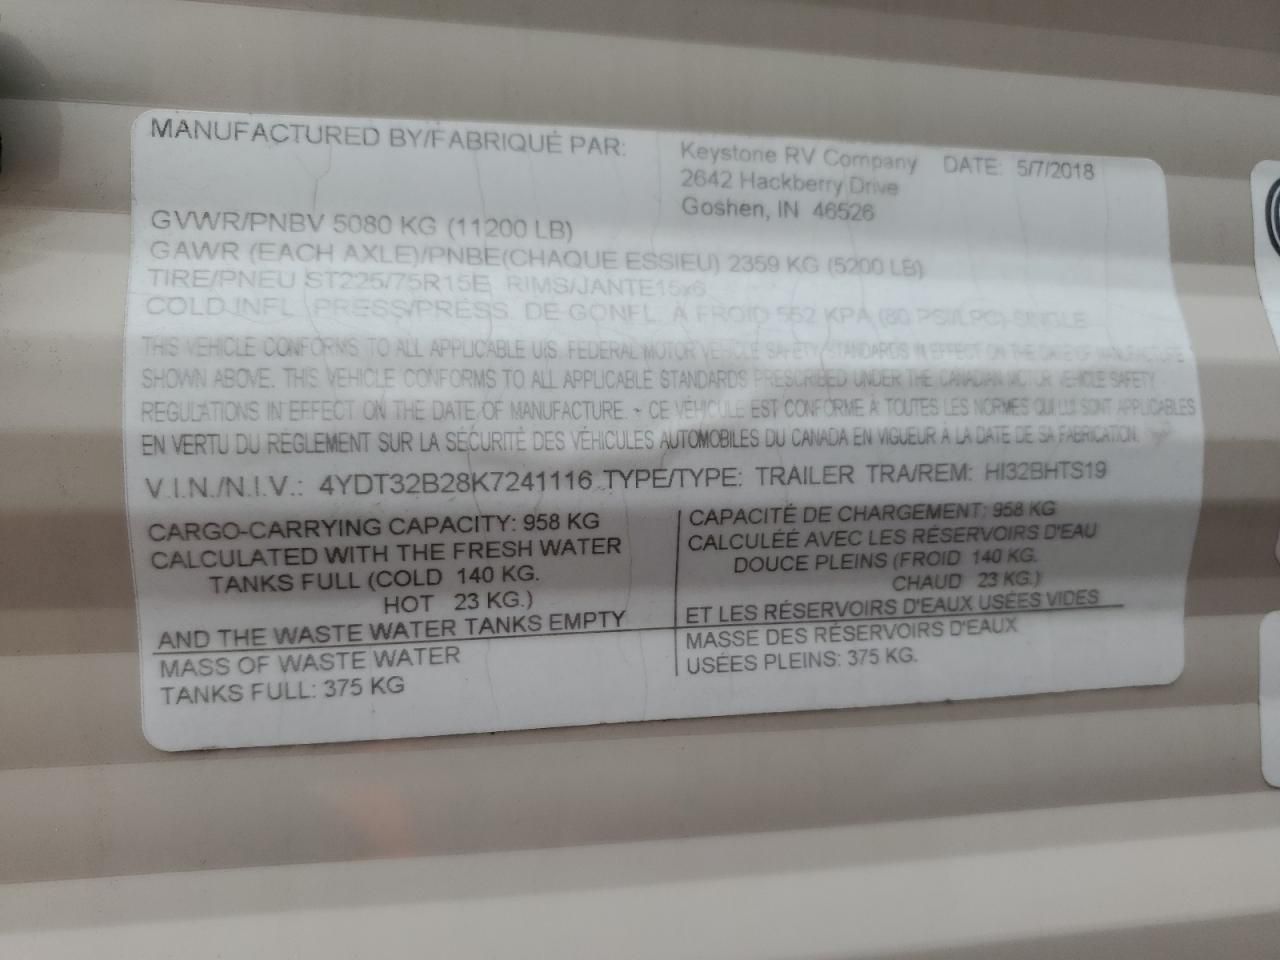 MANUFACTURED BY/FABRIQUÉ PAR: Keystone RV Company DATE: 5/7/2018
2642 Hackberry Drive
Goshen, IN 46526
GVWR/PNBV 5080 KG (11200 LB)
GAWR (EACH AXLE)/PNBE(CHAQUE ESSIEU) 2359 KG (5200 LB)
TIRE/PNEU ST225/75R15E RIMS/JANTE15x6
COLD INFL. PRESS/PRESS. DE GONFL. A FROID 552 KPA (80 PSI/LPC) SINGLE
THIS VEHICLE CONFORMS TO ALL APPLICABLE U.S. FEDERAL MOTOR VEHICLE SAFETY STANDARDS IN EFFECT ON THE DATE OF MANUFACTURE
SHOWN ABOVE. THIS VEHICLE CONFORMS TO ALL APPLICABLE STANDARDS PRESCRIBED UNDER THE CANADIAN MOTOR VEHICLE SAFETY
REGULATIONS IN EFFECT ON THE DATE OF MANUFACTURE. - CE VÉHICULE EST CONFORME À TOUTES LES NORMES QUI LUI SONT APPLICABLES
EN VERTU DU RÈGLEMENT SUR LA SÉCURITÉ DES VÉHICULES AUTOMOBILES DU CANADA EN VIGUEUR À LA DATE DE SA FABRICATION.
V.I.N./N.I.V.: 4YDT32B28K7241116 TYPE/TYPE: TRAILER TRA/REM: HI32BHTS19
CARGO-CARRYING CAPACITY: 958 KG
CALCULATED WITH THE FRESH WATER
TANKS FULL (COLD 140 KG.
HOT 23 KG.)
AND THE WASTE WATER TANKS EMPTY
MASS OF WASTE WATER
TANKS FULL: 375 KG
CAPACITÉ DE CHARGEMENT: 958 KG
CALCULÉE AVEC LES RÉSERVOIRS D'EAU
DOUCE PLEINS (FROID 140 KG.
CHAUD 23 KG.)
ET LES RÉSERVOIRS D'EAUX USÉES VIDES
MASSE DES RÉSERVOIRS D'EAUX
USÉES PLEINS: 375 KG.